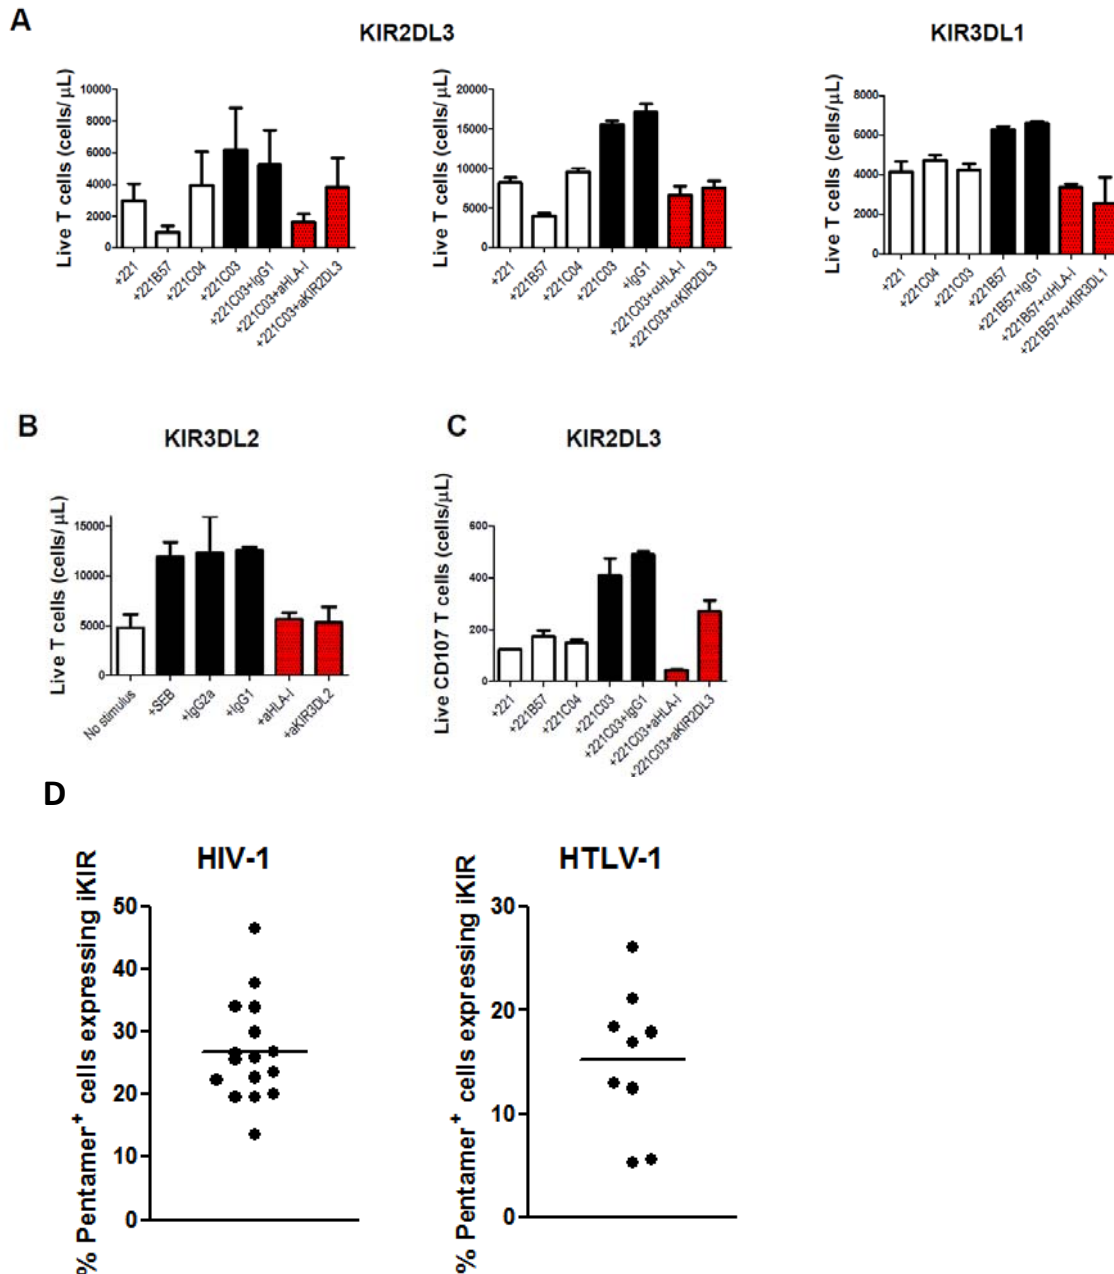 A
KIR2DL3
KIR3DL1
Live T cells (cells/ μL)
10000
8000
6000
4000
2000
0
+221
+221B57
+221C04
+221C03
+221C03+IgG1
+221C03+aHLA-I
+221C03+aKIR2DL3
Live T cells (cells/μL)
20000
15000
10000
5000
0
+221
+221B57
+221C04
+221C03
+IgG1
+221C03+αHLA-I
+221C03+αKIR2DL3
Live T cells (cells/μL)
8000
6000
4000
2000
0
+221
+221C04
+221C03
+221B57
+221B57+IgG1
+221B57+αHLA-I
+221B57+αKIR3DL1
B
KIR3DL2
Live T cells (cells/ μL)
15000
10000
5000
0
No stimulus
+SEB
+IgG2a
+IgG1
+aHLA-I
+aKIR3DL2
C
KIR2DL3
Live CD107 T cells (cells/μL)
600
400
200
0
+221
+221B57
+221C04
+221C03
+221C03+IgG1
+221C03+aHLA-I
+221C03+aKIR2DL3
D
HIV-1
% Pentamer⁺ cells expressing iKIR
50
40
30
20
10
0
HTLV-1
% Pentamer⁺ cells expressing iKIR
30
20
10
0